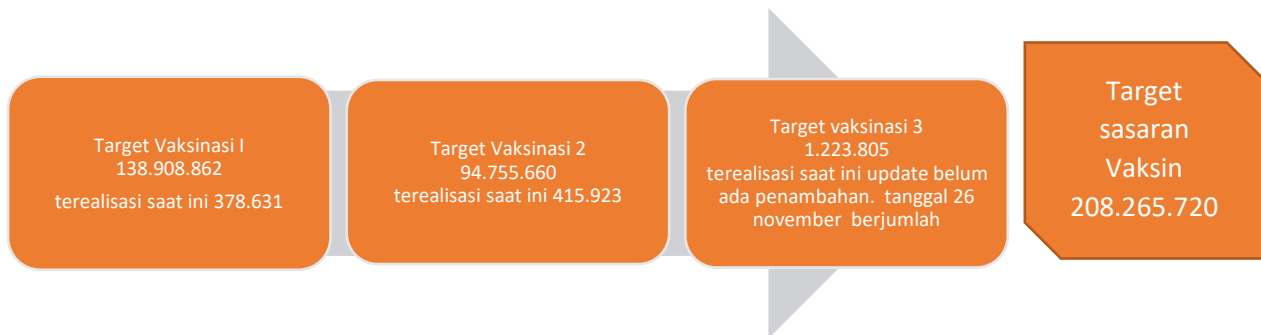 Target Vaksinasi I
138.908.862
terealisasi saat ini 378.631
Target Vaksinasi 2
94.755.660
terealisasi saat ini 415.923
Target vaksinasi 3
1.223.805
terealisasi saat ini update belum
ada penambahan. tanggal 26
november berjumlah
Target
sasaran
Vaksin
208.265.720